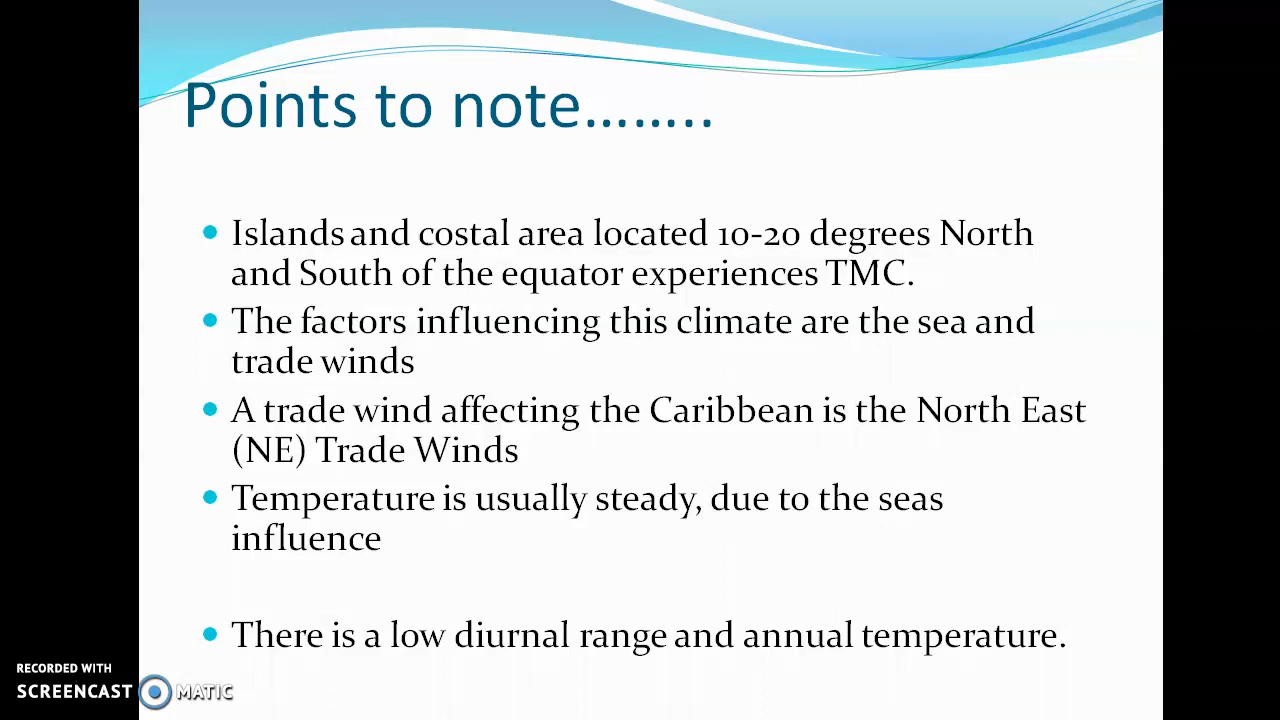 Points to note……..
Islands and costal area located 10-20 degrees North
and South of the equator experiences TMC.
The factors influencing this climate are the sea and
trade winds
A trade wind affecting the Caribbean is the North East
(NE) Trade Winds
Temperature is usually steady, due to the seas
influence
There is a low diurnal range and annual temperature.
RECORDED WITH
SCREENCAST MATIC